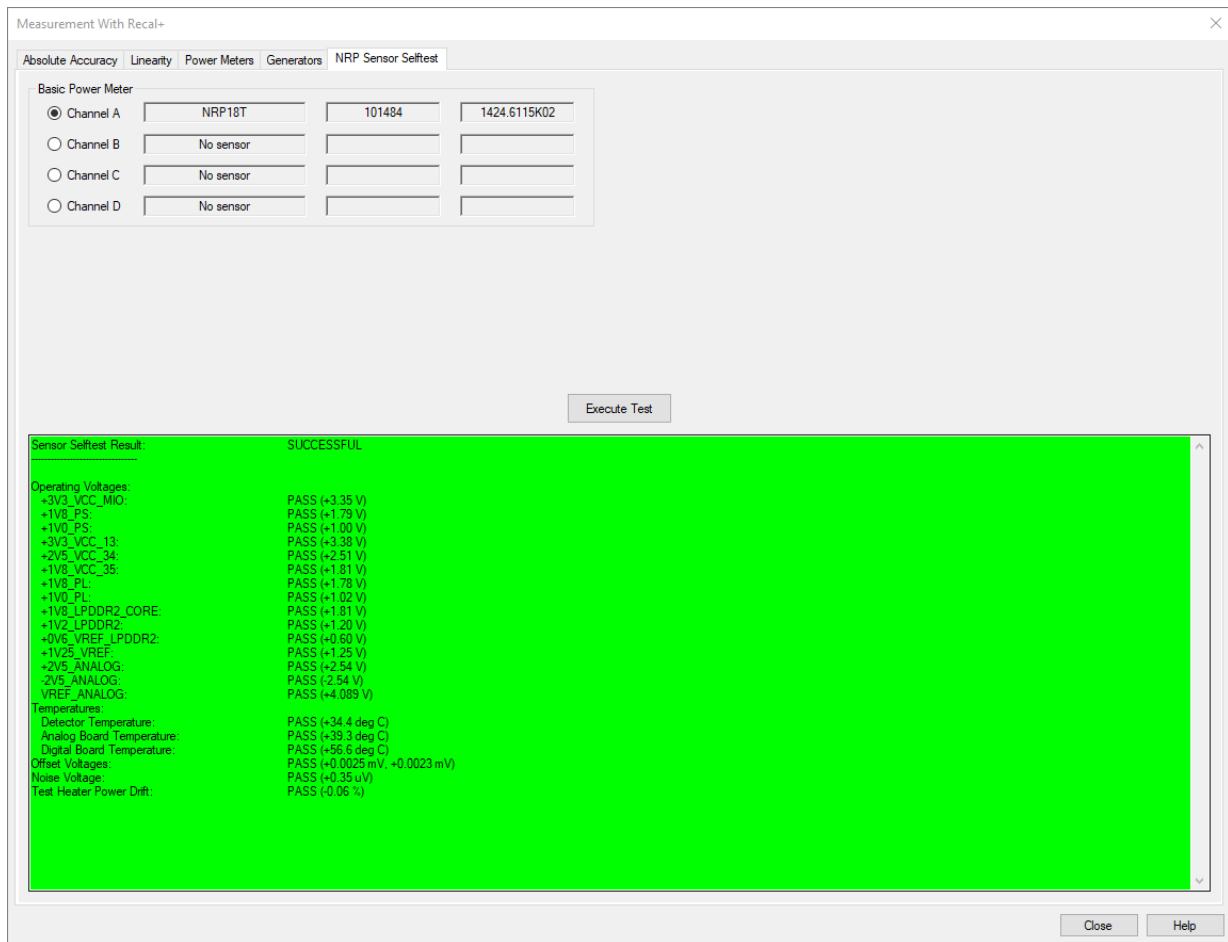 Measurement With Recal+
Absolute Accuracy Linearity Power Meters Generators NRP Sensor Selftest
Basic Power Meter
Channel A NRP18T 101484 1424.6115K02
Channel B No sensor
Channel C No sensor
Channel D No sensor
Execute Test
Sensor Selftest Result: SUCCESSFUL
--------------------------------
Operating Voltages:
+3V3_VCC_MIO: PASS (+3.35 V)
+1V8_PS: PASS (+1.79 V)
+1V0_PS: PASS (+1.00 V)
+3V3_VCC_13: PASS (+3.38 V)
+2V5_VCC_34: PASS (+2.51 V)
+1V8_VCC_35: PASS (+1.81 V)
+1V8_PL: PASS (+1.78 V)
+1V0_PL: PASS (+1.02 V)
+1V8_LPDDR2_CORE: PASS (+1.81 V)
+1V2_LPDDR2: PASS (+1.20 V)
+0V6_VREF_LPDDR2: PASS (+0.60 V)
+1V25_VREF: PASS (+1.25 V)
+2V5_ANALOG: PASS (+2.54 V)
-2V5_ANALOG: PASS (-2.54 V)
VREF_ANALOG: PASS (+4.089 V)
Temperatures:
Detector Temperature: PASS (+34.4 deg C)
Analog Board Temperature: PASS (+39.3 deg C)
Digital Board Temperature: PASS (+56.6 deg C)
Offset Voltages: PASS (+0.0025 mV, +0.0023 mV)
Noise Voltage: PASS (+0.35 uV)
Test Heater Power Drift: PASS (-0.06 %)
Close Help